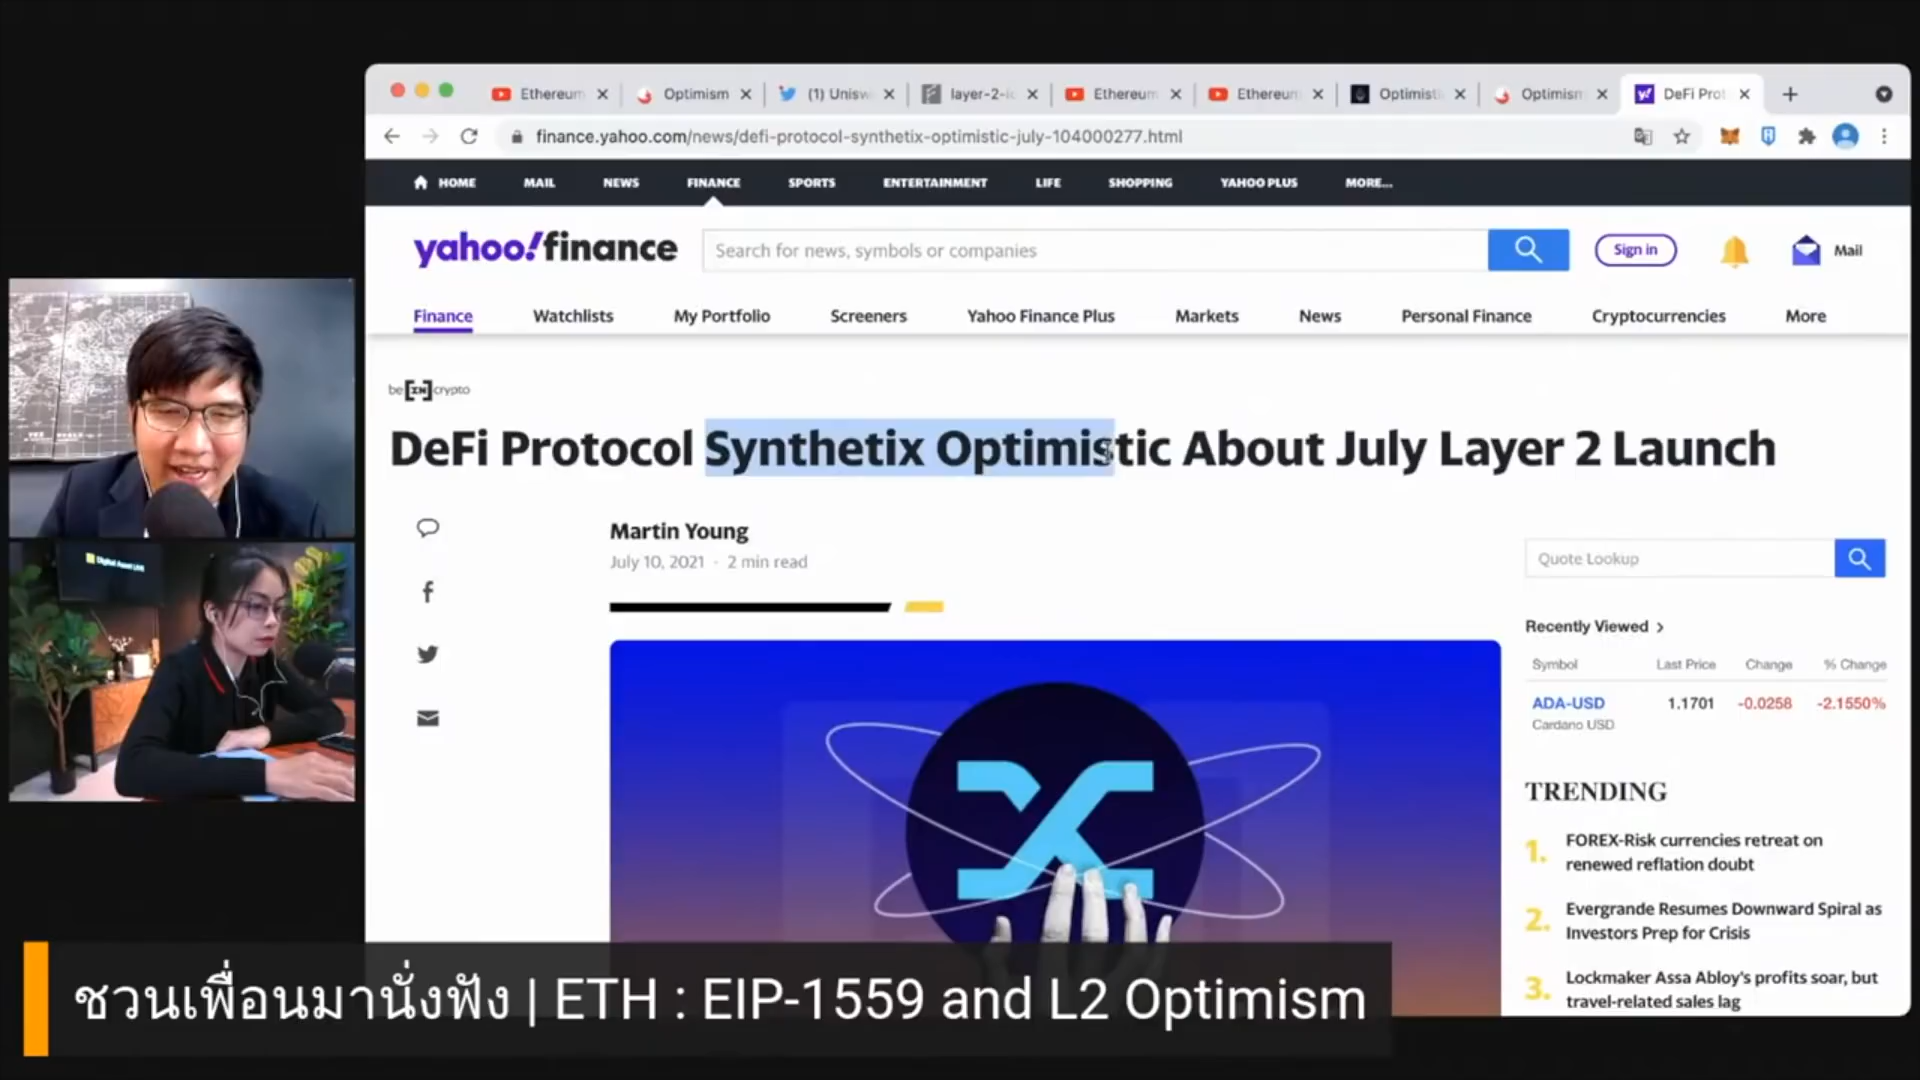 Ethereum
Optimism
(1) Unisw
layer-2-
Ethereum
Ethereum
Optimisti
Optimism
DeFi Prot
finance.yahoo.com/news/defi-protocol-synthetix-optimistic-july-104000277.html
HOME MAIL NEWS FINANCE SPORTS ENTERTAINMENT LIFE SHOPPING YAHOO PLUS MORE...
yahoo!finance
Search for news, symbols or companies
Sign in
Mail
Finance Watchlists My Portfolio Screeners Yahoo Finance Plus Markets News Personal Finance Cryptocurrencies More
be[IN]crypto
DeFi Protocol Synthetix Optimistic About July Layer 2 Launch
Martin Young
July 10, 2021 · 2 min read
Quote Lookup
Recently Viewed >
Symbol Last Price Change % Change
ADA-USD 1.1701 -0.0258 -2.1550%
Cardano USD
TRENDING
1. FOREX-Risk currencies retreat on
renewed reflation doubt
2. Evergrande Resumes Downward Spiral as
Investors Prep for Crisis
3. Lockmaker Assa Abloy's profits soar, but
travel-related sales lag
Digital Asset LIVE
ชวนเพื่อนมานั่งฟัง | ETH : EIP-1559 and L2 Optimism